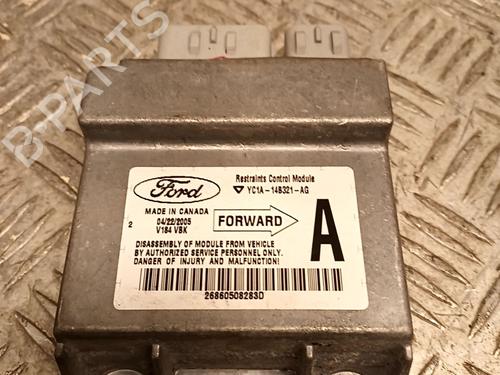 B-PARTS
Ford
Restraints Control Module
YC1A-14B321-AG
MADE IN CANADA
04/22/2005
V184 VBK
FORWARD
A
2
DISASSEMBLY OF MODULE FROM VEHICLE
BY AUTHORIZED SERVICE PERSONNEL ONLY.
DANGER OF INJURY AND MALFUNCTION!
26860508283D